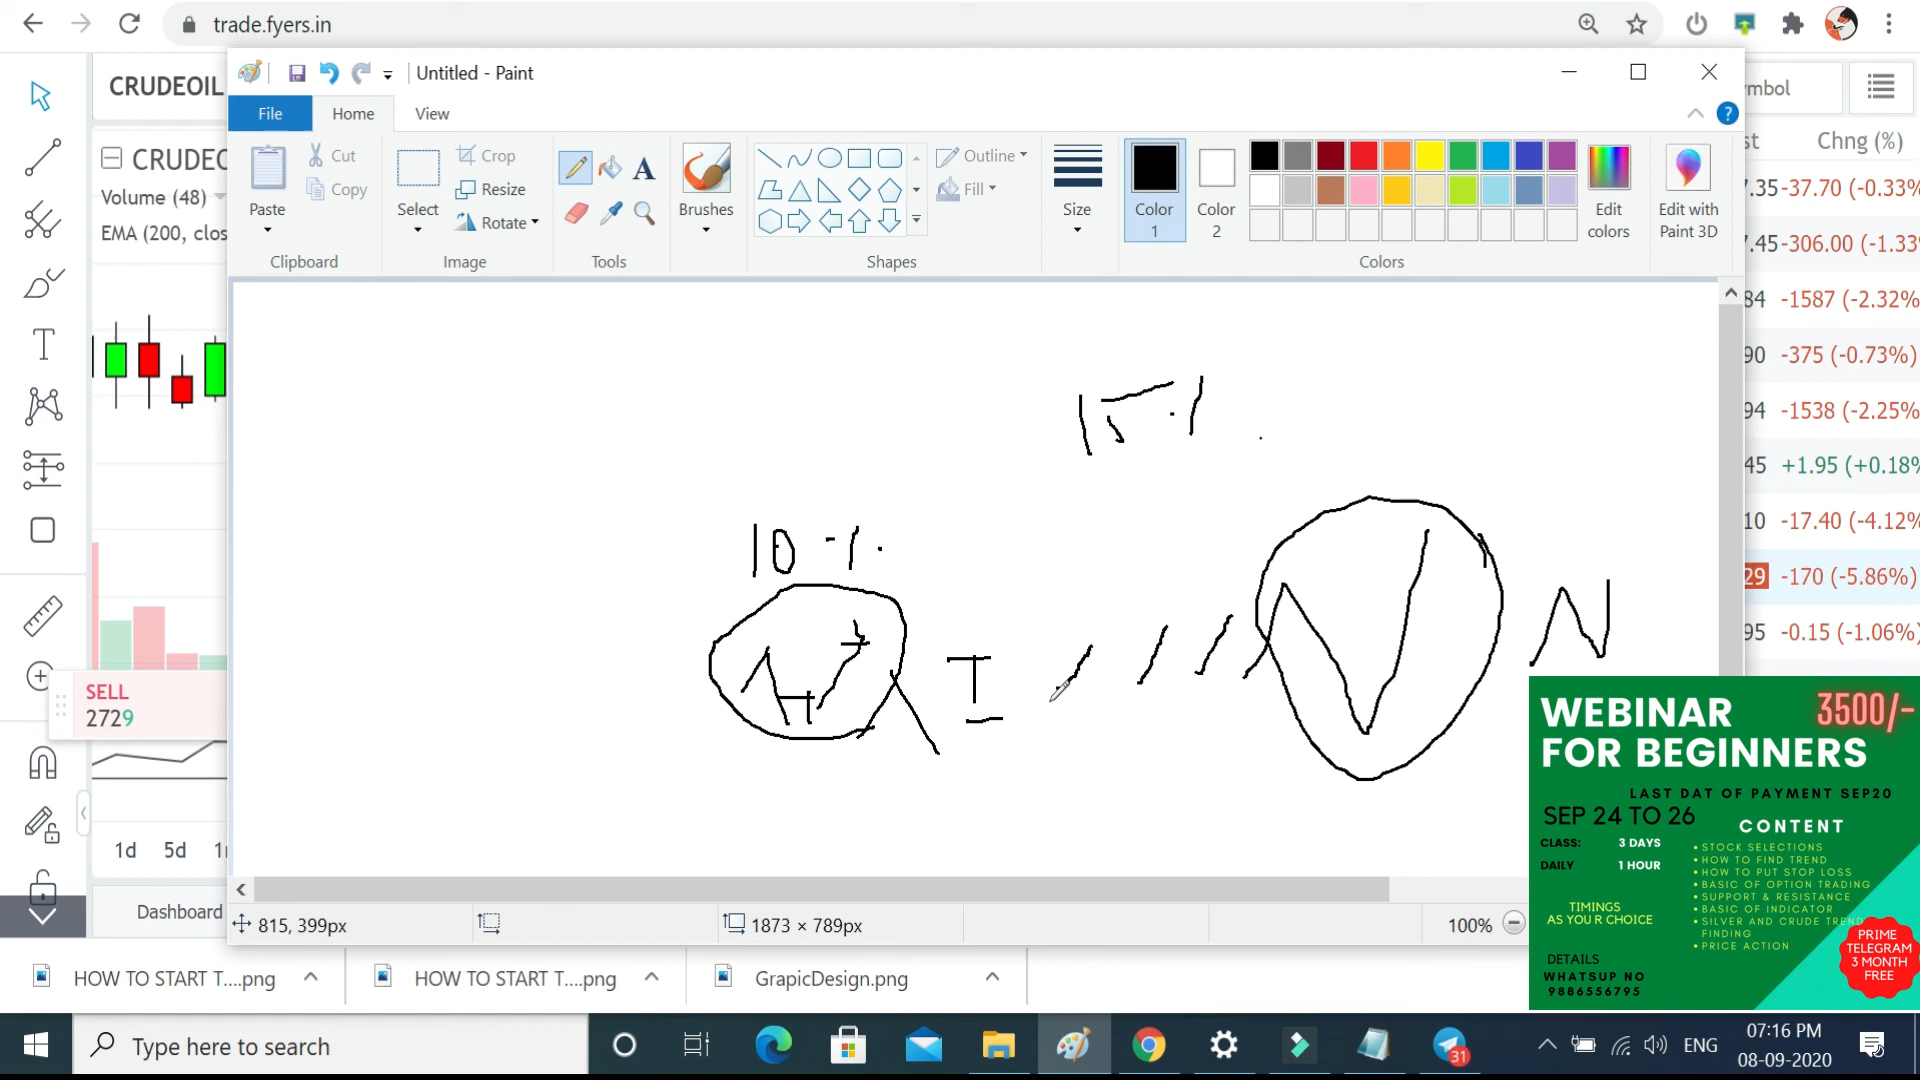 trade.fyers.in
Untitled - Paint
CRUDEOIL
mbol
File
Home
View
?
Cut
Copy
Paste
Clipboard
Select
Crop
Resize
Rotate
Image
A
Tools
Brushes
Shapes
Outline
Fill
Size
Color
1
Color
2
Colors
Edit
colors
Edit with
Paint 3D
st
Chng (%)
7.35 -37.70 (-0.33%
7.45 -306.00 (-1.33%
84 -1587 (-2.32%
90 -375 (-0.73%)
94 -1538 (-2.25%
45 +1.95 (+0.18%
10 -17.40 (-4.12%
29 -170 (-5.86%)
95 -0.15 (-1.06%)
CRUDEO
Volume (48)
EMA (200, clos
T
SELL
2729
1d 5d 1
Dashboard
15 %
10 %
I
N
815, 399px
1873 × 789px
100%
WEBINAR
3500/-
FOR BEGINNERS
LAST DAT OF PAYMENT SEP20
SEP 24 TO 26
CLASS: 3 DAYS
DAILY 1 HOUR
TIMINGS
AS YOU R CHOICE
CONTENT
• STOCK SELECTIONS
• HOW TO FIND TREND
• HOW TO PUT STOP LOSS
• BASIC OF OPTION TRADING
• SUPPORT & RESISTANCE
• BASIC OF INDICATOR
• SILVER AND CRUDE TREND
FINDING
• PRICE ACTION
DETAILS
WHATSUP NO
9886556795
PRIME
TELEGRAM
3 MONTH
FREE
HOW TO START T....png
HOW TO START T....png
GrapicDesign.png
Type here to search
31
ENG
07:16 PM
08-09-2020